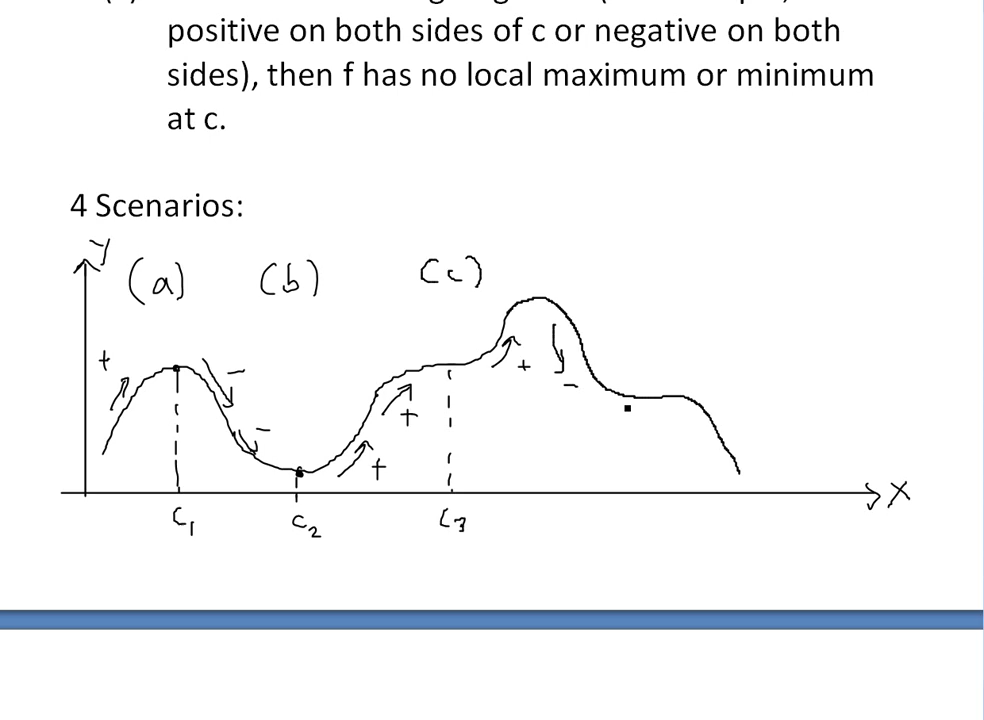 positive on both sides of c or negative on both
sides), then f has no local maximum or minimum
at c.
4 Scenarios:
y
(a) (b) (c)
+ - + -
- + +
x
c₁ c₂ c₃